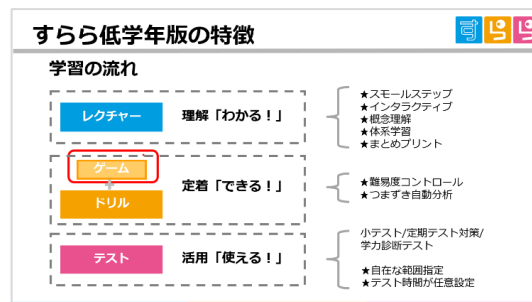 すらら低学年版の特徴
すらら
学習の流れ
レクチャー
理解「わかる！」
★スモールステップ
★インタラクティブ
★概念理解
★体系学習
★まとめプリント
ゲーム
+
ドリル
定着「できる！」
★難易度コントロール
★つまずき自動分析
テスト
活用「使える！」
小テスト/定期テスト対策/
学力診断テスト
★自在な範囲指定
★テスト時間が任意設定